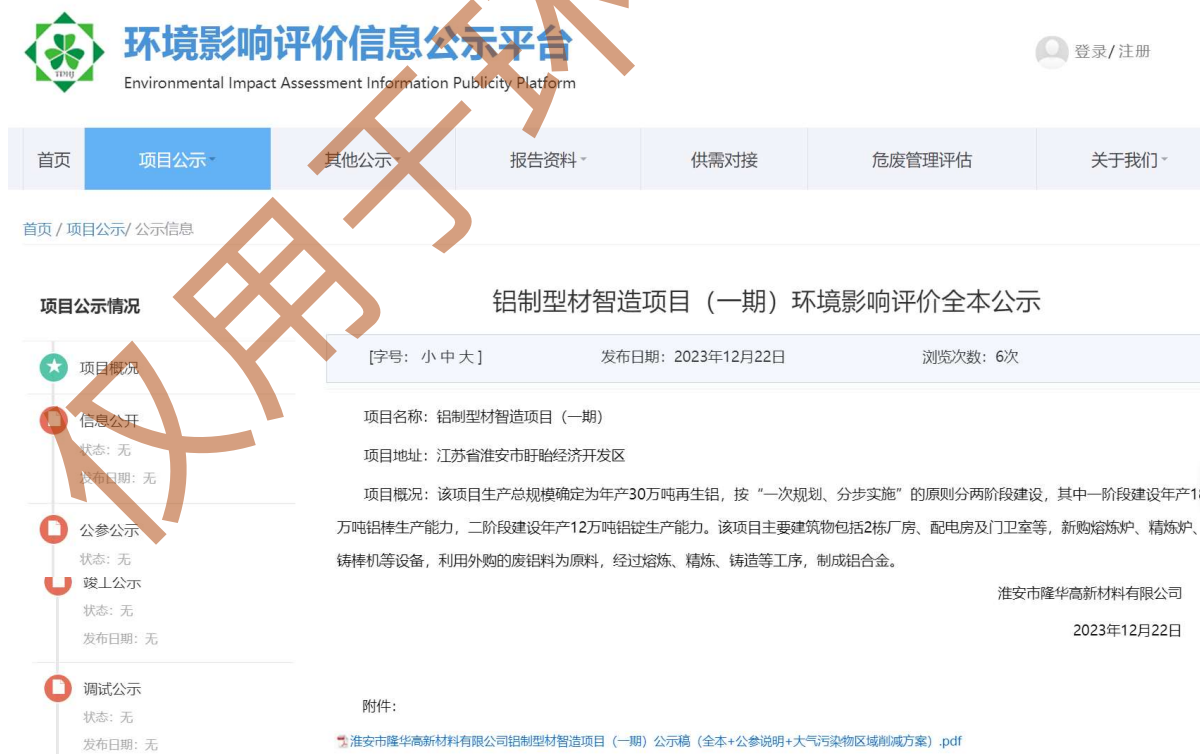 环境影响评价信息公示平台
Environmental Impact Assessment Information Publicity Platform
TDHJ
登录/ 注册
首页
项目公示
其他公示
报告资料
供需对接
危废管理评估
关于我们
首页 / 项目公示/ 公示信息
项目公示情况
项目概况
信息公开
状态：无
发布日期：无
公参公示
状态：无
竣工公示
状态：无
发布日期：无
调试公示
状态：无
发布日期：无
铝制型材智造项目（一期）环境影响评价全本公示
[字号： 小 中 大 ]
发布日期：2023年12月22日
浏览次数：6次
项目名称：铝制型材智造项目（一期）
项目地址：江苏省淮安市盱眙经济开发区
项目概况：该项目生产总规模确定为年产30万吨再生铝，按“一次规划、分步实施”的原则分两阶段建设，其中一阶段建设年产18
万吨铝棒生产能力，二阶段建设年产12万吨铝锭生产能力。该项目主要建筑物包括2栋厂房、配电房及门卫室等，新购熔炼炉、精炼炉、
铸棒机等设备，利用外购的废铝料为原料，经过熔炼、精炼、铸造等工序，制成铝合金。
淮安市隆华高新材料有限公司
2023年12月22日
附件：
淮安市隆华高新材料有限公司铝制型材智造项目（一期）公示稿（全本+公参说明+大气污染物区域削减方案）.pdf
仅用于环